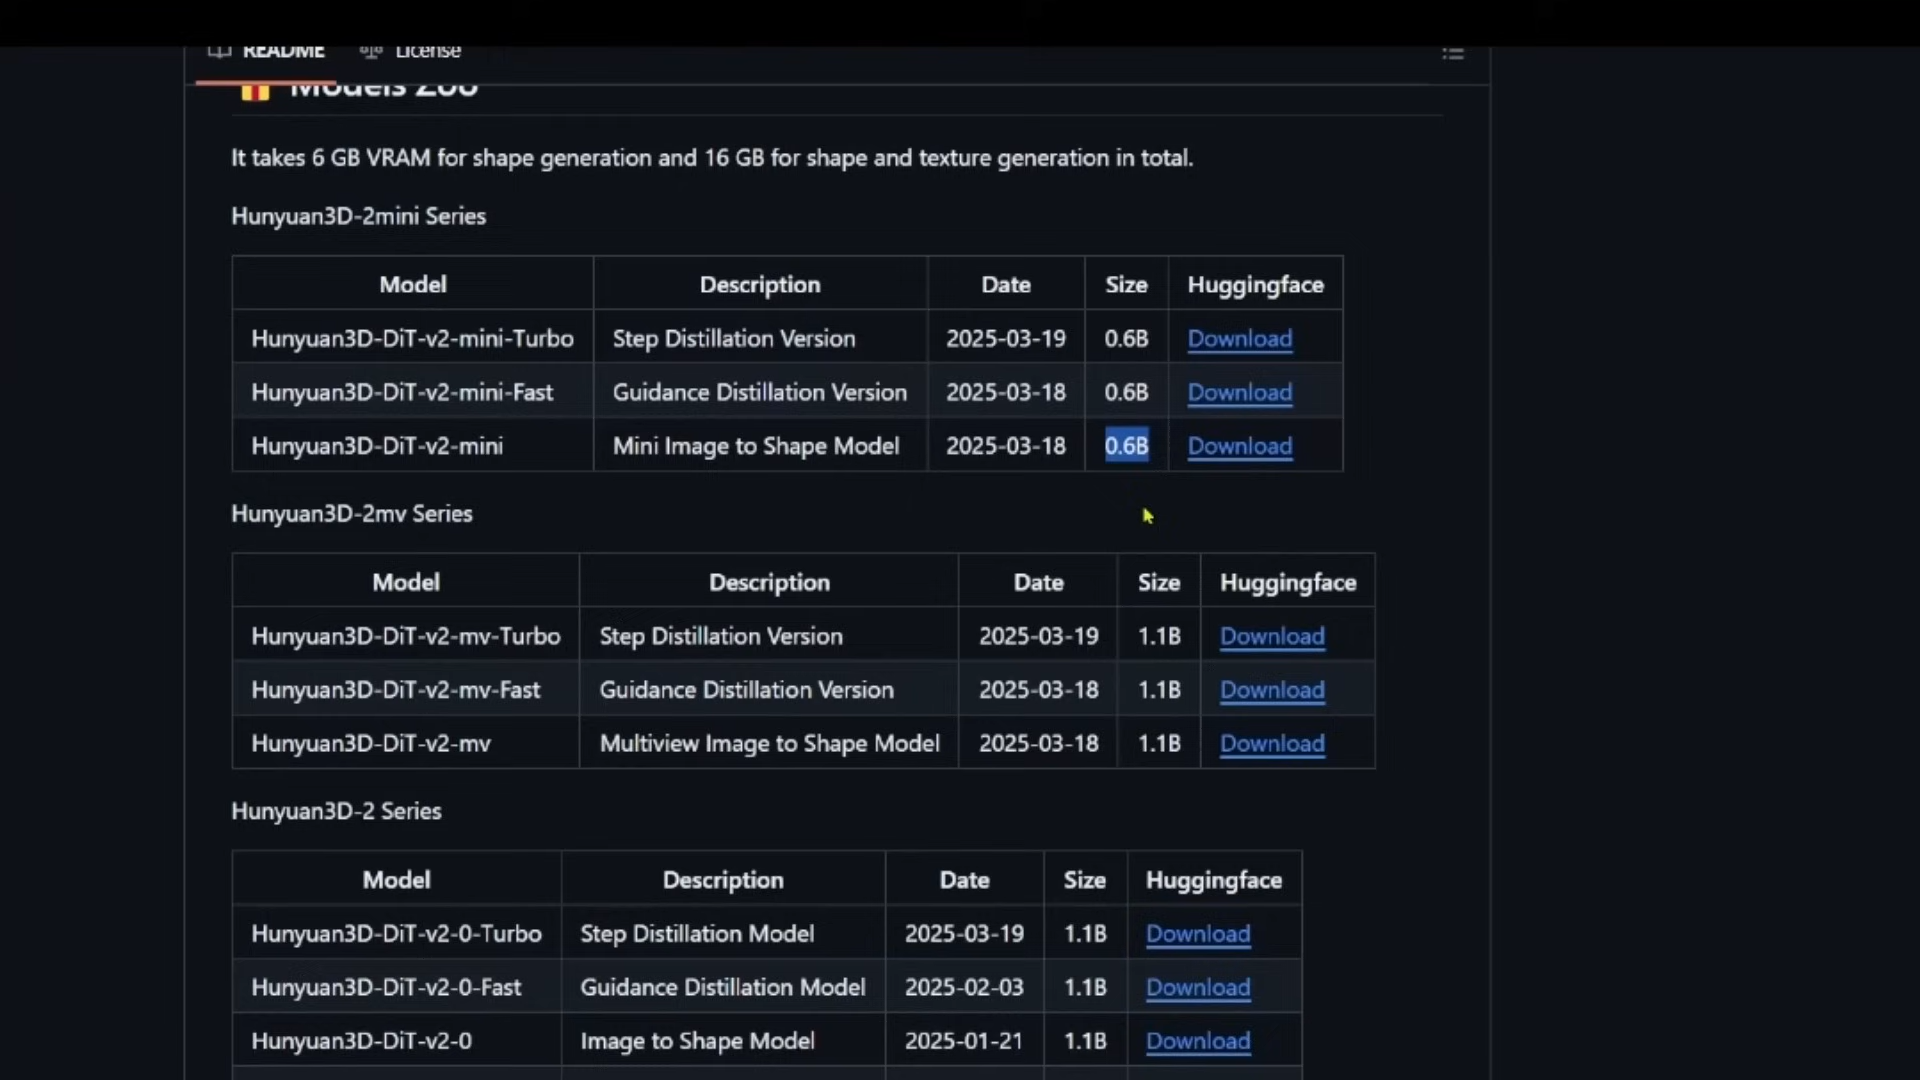 README License
Models Zoo
It takes 6 GB VRAM for shape generation and 16 GB for shape and texture generation in total.
Hunyuan3D-2mini Series
Model Description Date Size Huggingface
Hunyuan3D-DiT-v2-mini-Turbo Step Distillation Version 2025-03-19 0.6B Download
Hunyuan3D-DiT-v2-mini-Fast Guidance Distillation Version 2025-03-18 0.6B Download
Hunyuan3D-DiT-v2-mini Mini Image to Shape Model 2025-03-18 0.6B Download
Hunyuan3D-2mv Series
Model Description Date Size Huggingface
Hunyuan3D-DiT-v2-mv-Turbo Step Distillation Version 2025-03-19 1.1B Download
Hunyuan3D-DiT-v2-mv-Fast Guidance Distillation Version 2025-03-18 1.1B Download
Hunyuan3D-DiT-v2-mv Multiview Image to Shape Model 2025-03-18 1.1B Download
Hunyuan3D-2 Series
Model Description Date Size Huggingface
Hunyuan3D-DiT-v2-0-Turbo Step Distillation Model 2025-03-19 1.1B Download
Hunyuan3D-DiT-v2-0-Fast Guidance Distillation Model 2025-02-03 1.1B Download
Hunyuan3D-DiT-v2-0 Image to Shape Model 2025-01-21 1.1B Download